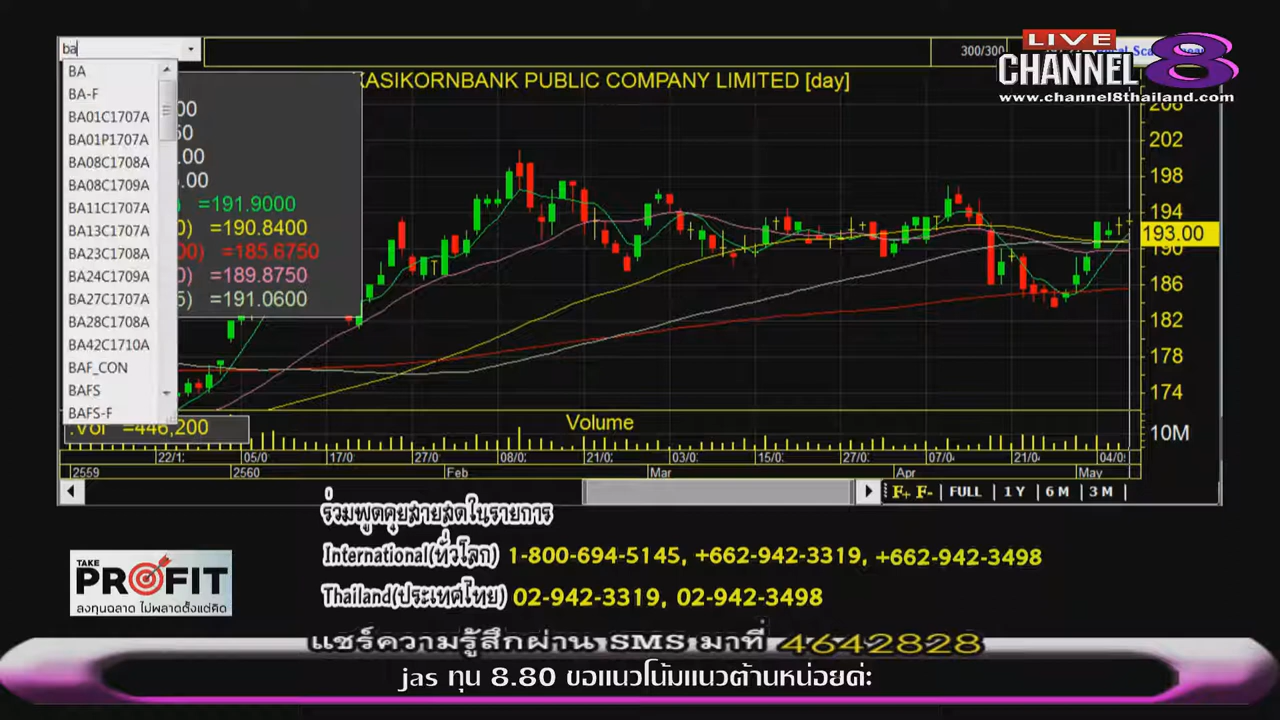 ba
300/300
LIVE
CHANNEL 8
www.channel8thailand.com
BA
BA-F
BA01C1707A
BA01P1707A
BA08C1708A
BA08C1709A
BA11C1707A
BA13C1707A
BA23C1708A
BA24C1709A
BA27C1707A
BA28C1708A
BA42C1710A
BAF_CON
BAFS
BAFS-F
KASIKORNBANK PUBLIC COMPANY LIMITED [day]
=191.9000
=190.8400
=185.6750
=189.8750
=191.0600
206
202
198
194
193.00
190
186
182
178
174
10M
.Vol =446,200
Volume
22/1: 05/0 17/0 27/0 08/0: 21/0: 03/0: 15/0: 27/0: 07/0: 21/0 04/0:
2559 2560 Feb Mar Apr May
F+ F- FULL 1 Y 6 M 3 M
ร่วมพูดคุยสายสดในรายการ
International(ทั่วโลก) 1-800-694-5145, +662-942-3319, +662-942-3498
Thailand(ประเทศไทย) 02-942-3319, 02-942-3498
TAKE
PROFIT
ลงทุนฉลาด ไม่พลาดตั้งแต่คิด
แชร์ความรู้สึกผ่าน SMS มาที่ 4642828
jas ทุน 8.80 ขอแนวโน้มแนวต้านหน่อยค่ะ